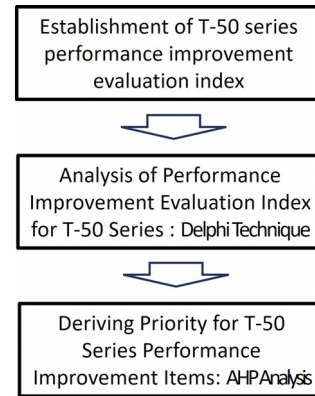 Establishment of T-50 series
performance improvement
evaluation index
Analysis of Performance
Improvement Evaluation Index
for T-50 Series : Delphi Technique
Deriving Priority for T-50
Series Performance
Improvement Items: AHP Analysis